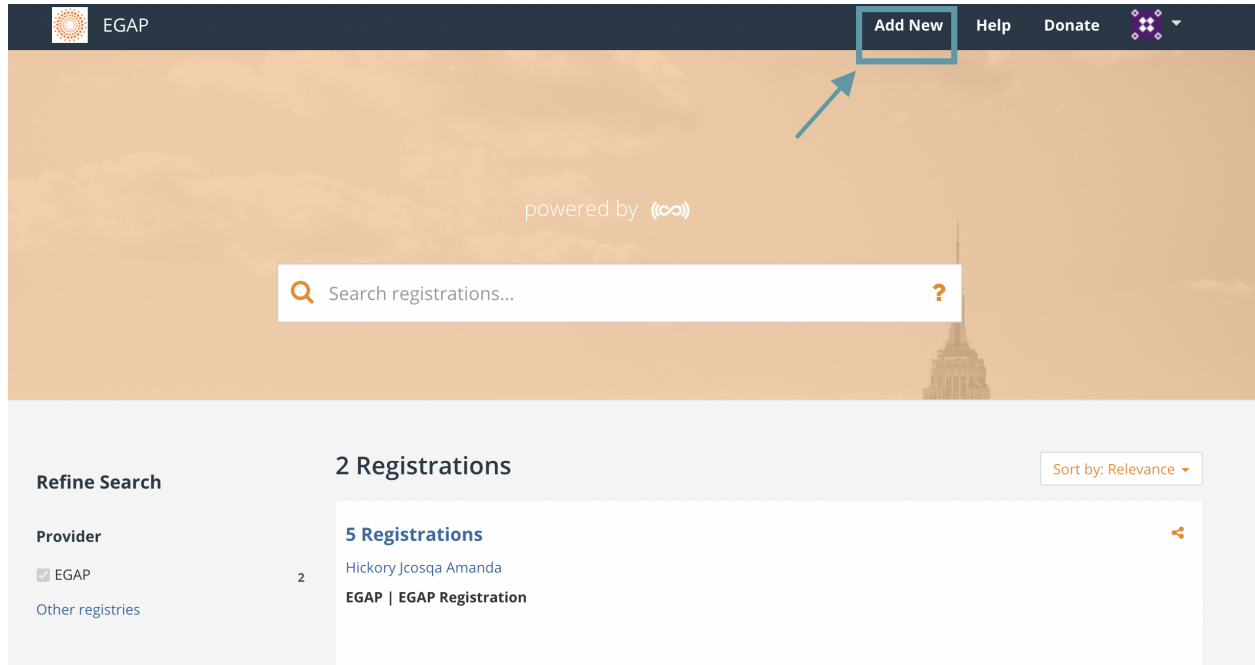 EGAP
Add New
Help
Donate
powered by
Search registrations...
?
Refine Search
2 Registrations
Sort by: Relevance
Provider
EGAP
2
Other registries
5 Registrations
Hickory Jcosqa Amanda
EGAP | EGAP Registration